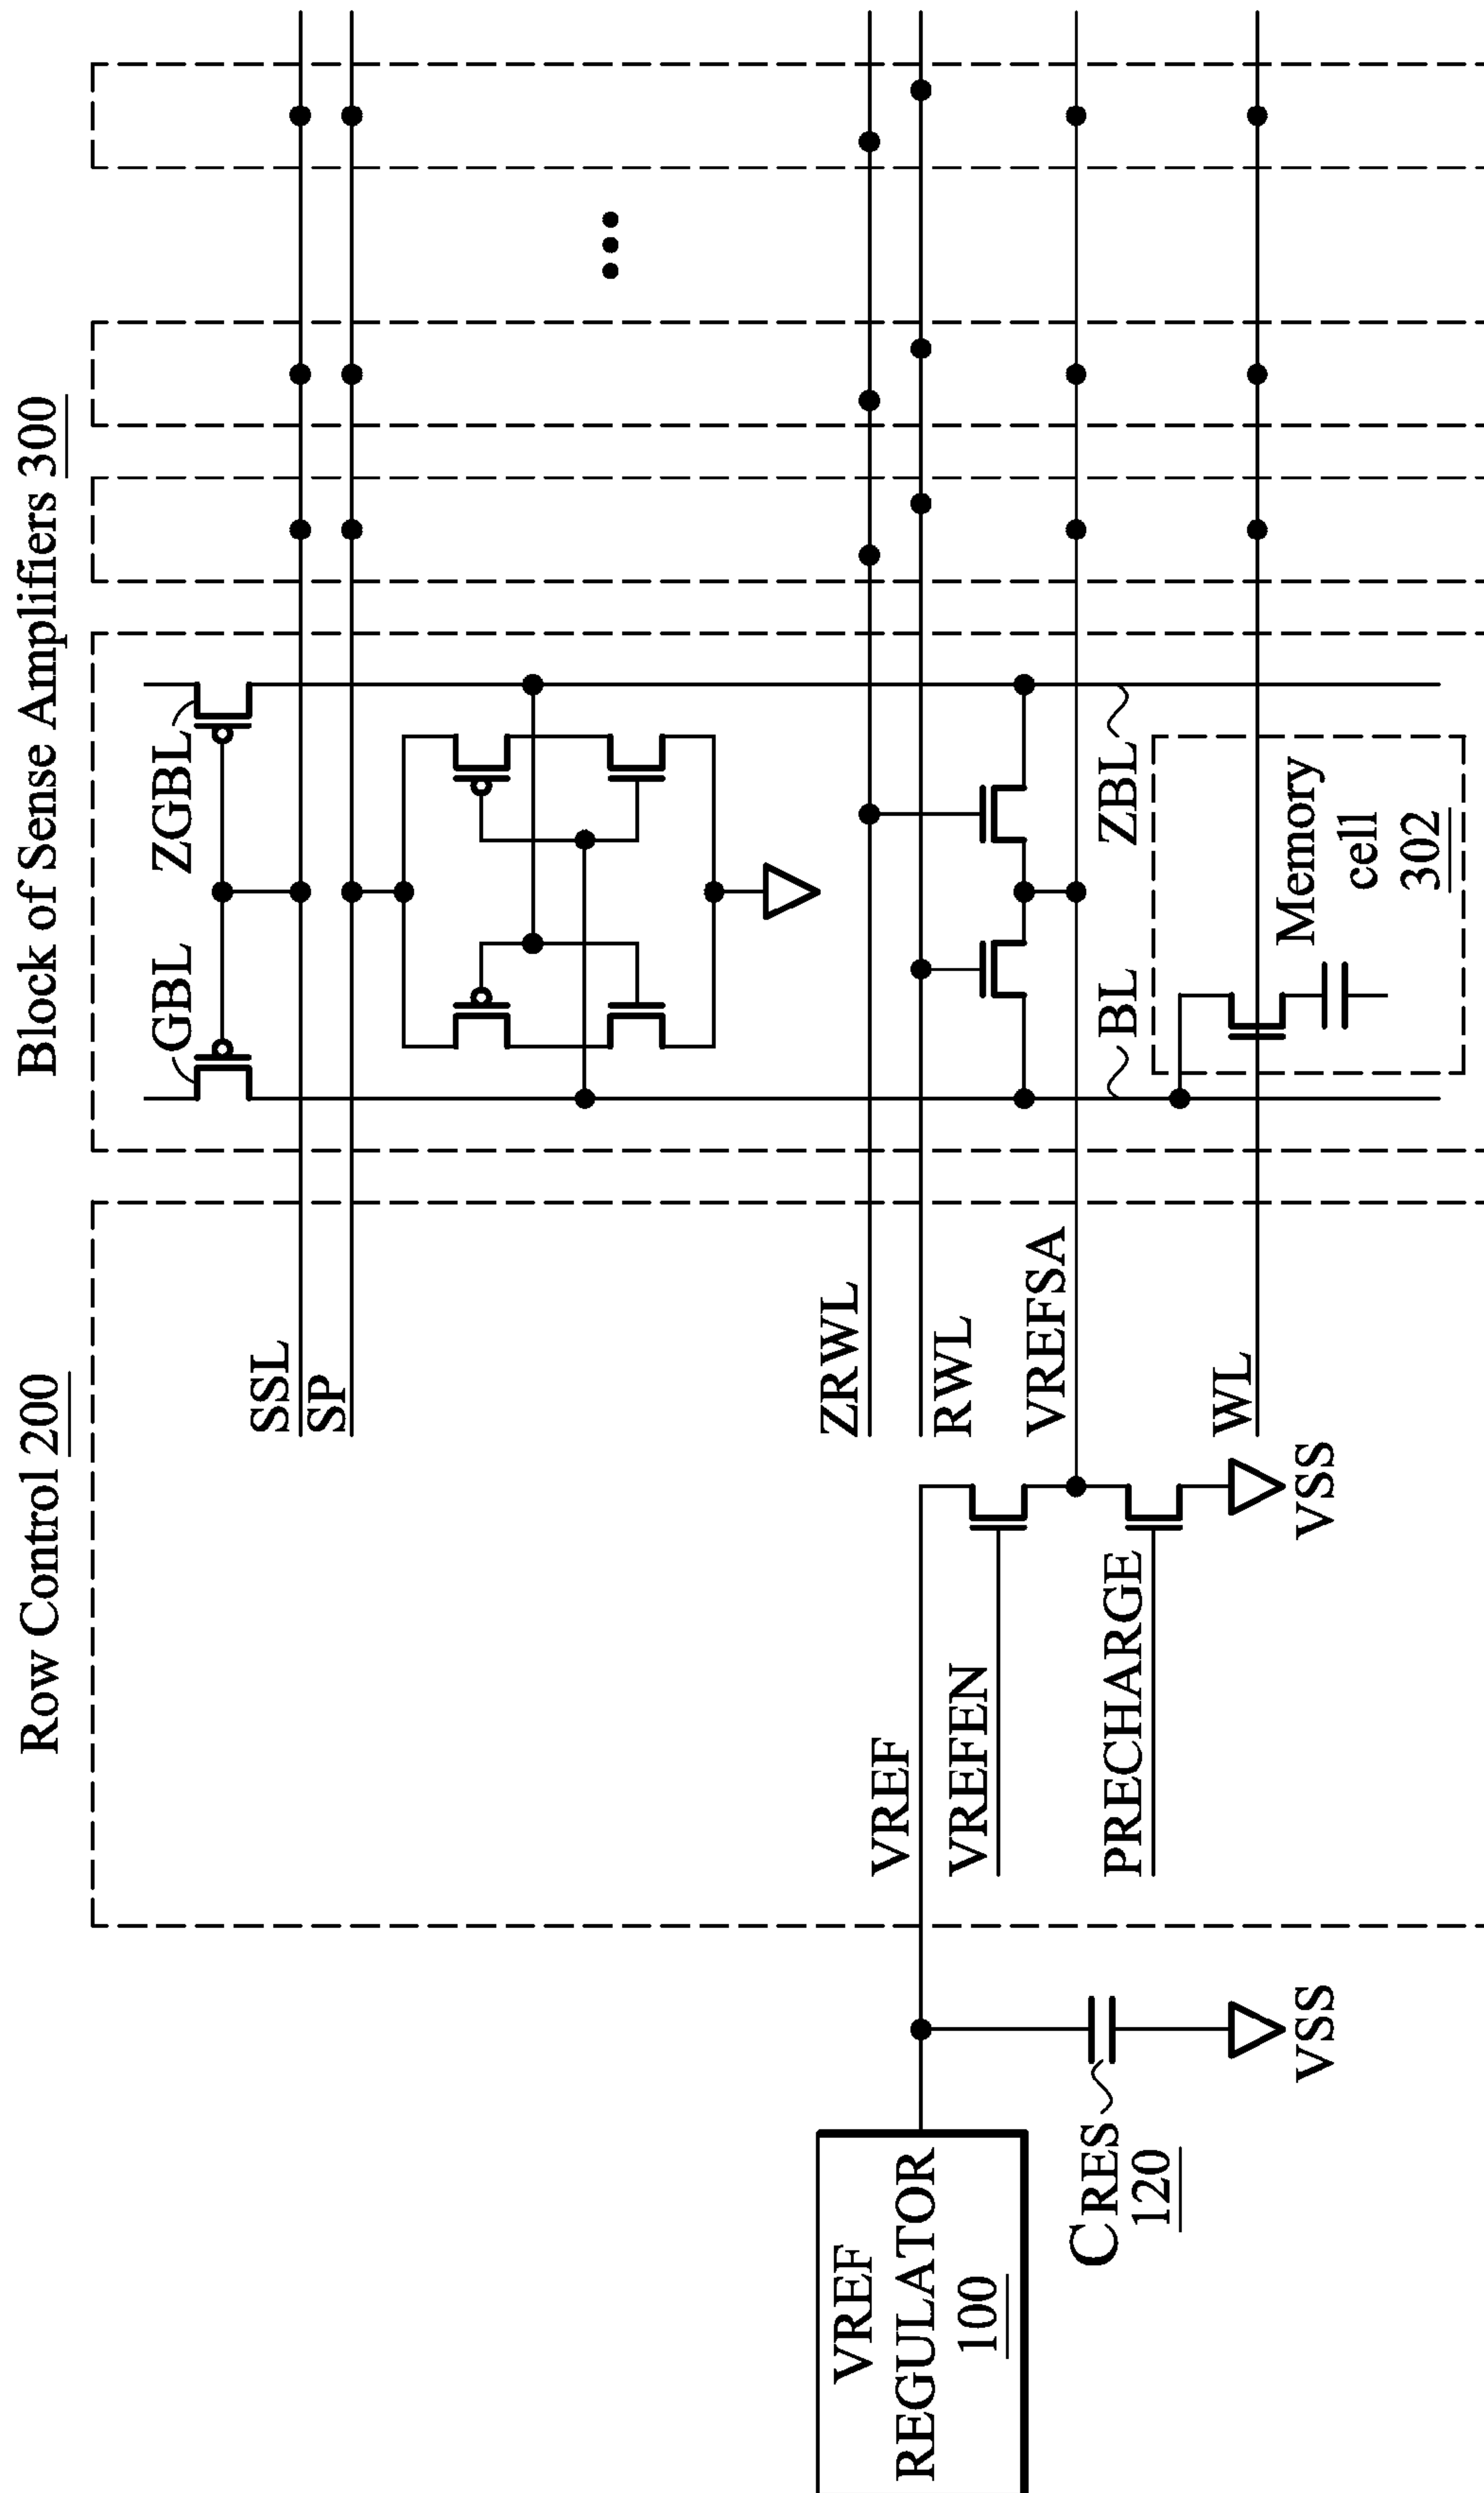 Row Control 200
Block of Sense Amplifiers 300
GBL
ZGBL
SSL
SP
ZRWL
RWL
VREFSA
WL
VREF
VREFEN
PRECHARGE
VSS
BL
ZBL
Memory
cell
302
VREF
REGULATOR
100
CRES
120
VSS